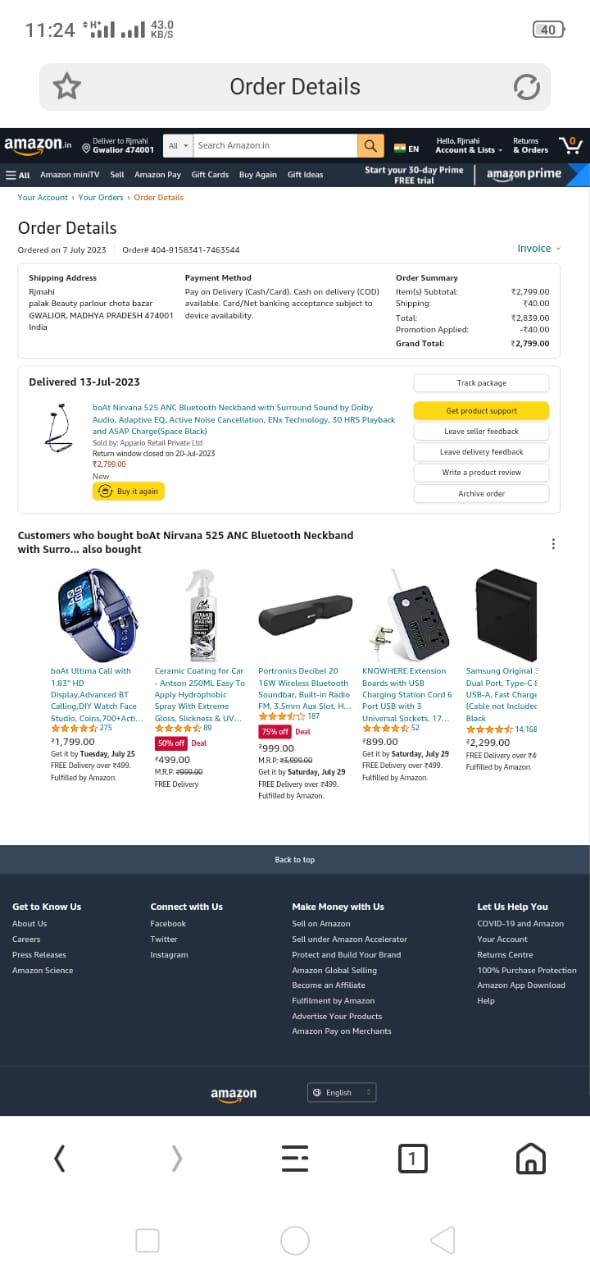 11:24 H+ 43.0 KB/S 40
Order Details
amazon.in Deliver to Rjmahi Gwalior 474001 All Search Amazon.in EN Hello, Rjmahi Account & Lists Returns & Orders 0
All Amazon miniTV Sell Amazon Pay Gift Cards Buy Again Gift Ideas Start your 30-day Prime FREE trial amazon prime
Your Account › Your Orders › Order Details
Order Details
Ordered on 7 July 2023 Order# 404-9158341-7463544 Invoice
Shipping Address
Rjmahi
palak Beauty parlour chota bazar
GWALIOR, MADHYA PRADESH 474001
India
Payment Method
Pay on Delivery (Cash/Card). Cash on delivery (COD)
available. Card/Net banking acceptance subject to
device availability.
Order Summary
Item(s) Subtotal: ₹2,799.00
Shipping: ₹40.00
Total: ₹2,839.00
Promotion Applied: -₹40.00
Grand Total: ₹2,799.00
Delivered 13-Jul-2023
boAt Nirvana 525 ANC Bluetooth Neckband with Surround Sound by Dolby
Audio, Adaptive EQ, Active Noise Cancellation, ENx Technology, 30 HRS Playback
and ASAP Charge(Space Black)
Sold by: Appario Retail Private Ltd
Return window closed on 20-Jul-2023
₹2,799.00
New
Buy it again
Track package
Get product support
Leave seller feedback
Leave delivery feedback
Write a product review
Archive order
Customers who bought boAt Nirvana 525 ANC Bluetooth Neckband
with Surro... also bought
boAt Ultima Call with
1.83" HD
Display,Advanced BT
Calling,DIY Watch Face
Studio, Coins,700+Acti...
275
₹1,799.00
Get it by Tuesday, July 25
FREE Delivery over ₹499.
Fulfilled by Amazon.
Ceramic Coating for Car
- Antson 250ML Easy To
Apply Hydrophobic
Spray With Extreme
Gloss, Slickness & UV...
89
50% off Deal
₹499.00
M.R.P: ₹999.00
FREE Delivery
Portronics Decibel 20
16W Wireless Bluetooth
Soundbar, Built-in Radio
FM, 3.5mm Aux Slot, H...
187
75% off Deal
₹999.00
M.R.P: ₹3,999.00
Get it by Saturday, July 29
FREE Delivery over ₹499.
Fulfilled by Amazon.
KNOWHERE Extension
Boards with USB
Charging Station Cord 6
Port USB with 3
Universal Sockets, 17...
52
₹899.00
Get it by Saturday, July 29
FREE Delivery over ₹499.
Fulfilled by Amazon.
Samsung Original
Dual Port, Type-C
USB-A, Fast Charge
(Cable not Included
Black
14,168
₹2,299.00
FREE Delivery over ₹4
Fulfilled by Amazon.
Back to top
Get to Know Us
About Us
Careers
Press Releases
Amazon Science
Connect with Us
Facebook
Twitter
Instagram
Make Money with Us
Sell on Amazon
Sell under Amazon Accelerator
Protect and Build Your Brand
Amazon Global Selling
Become an Affiliate
Fulfilment by Amazon
Advertise Your Products
Amazon Pay on Merchants
Let Us Help You
COVID-19 and Amazon
Your Account
Returns Centre
100% Purchase Protection
Amazon App Download
Help
amazon
English
1